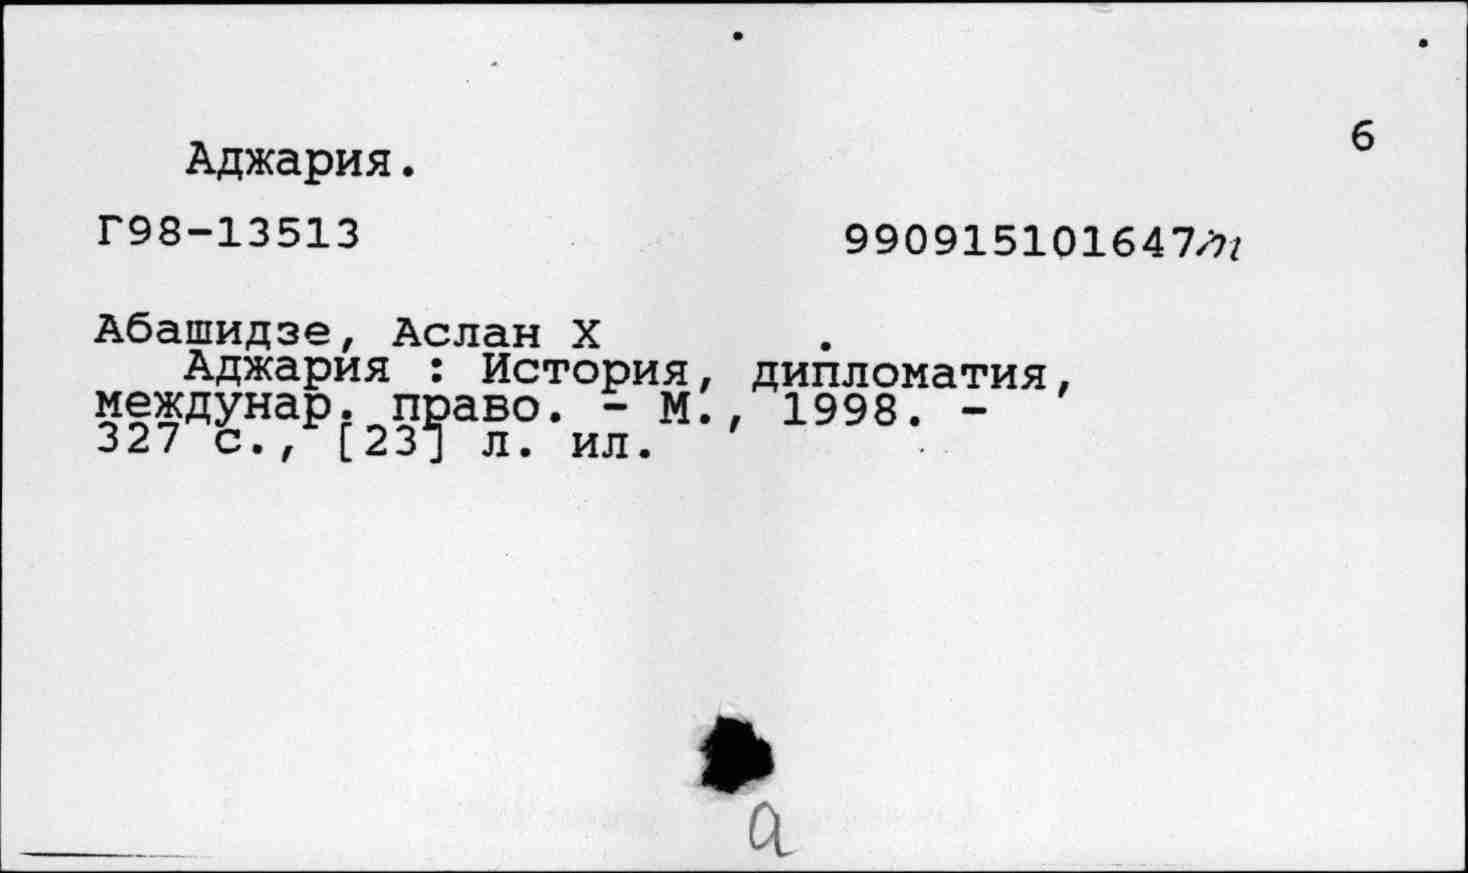 6
Аджария.
Г98-13513 990915101647
Абашидзе, Аслан Х .
Аджария : История, дипломатия,
междунар. право. - М., 1998. -
327 с., [23] л. ил.
а